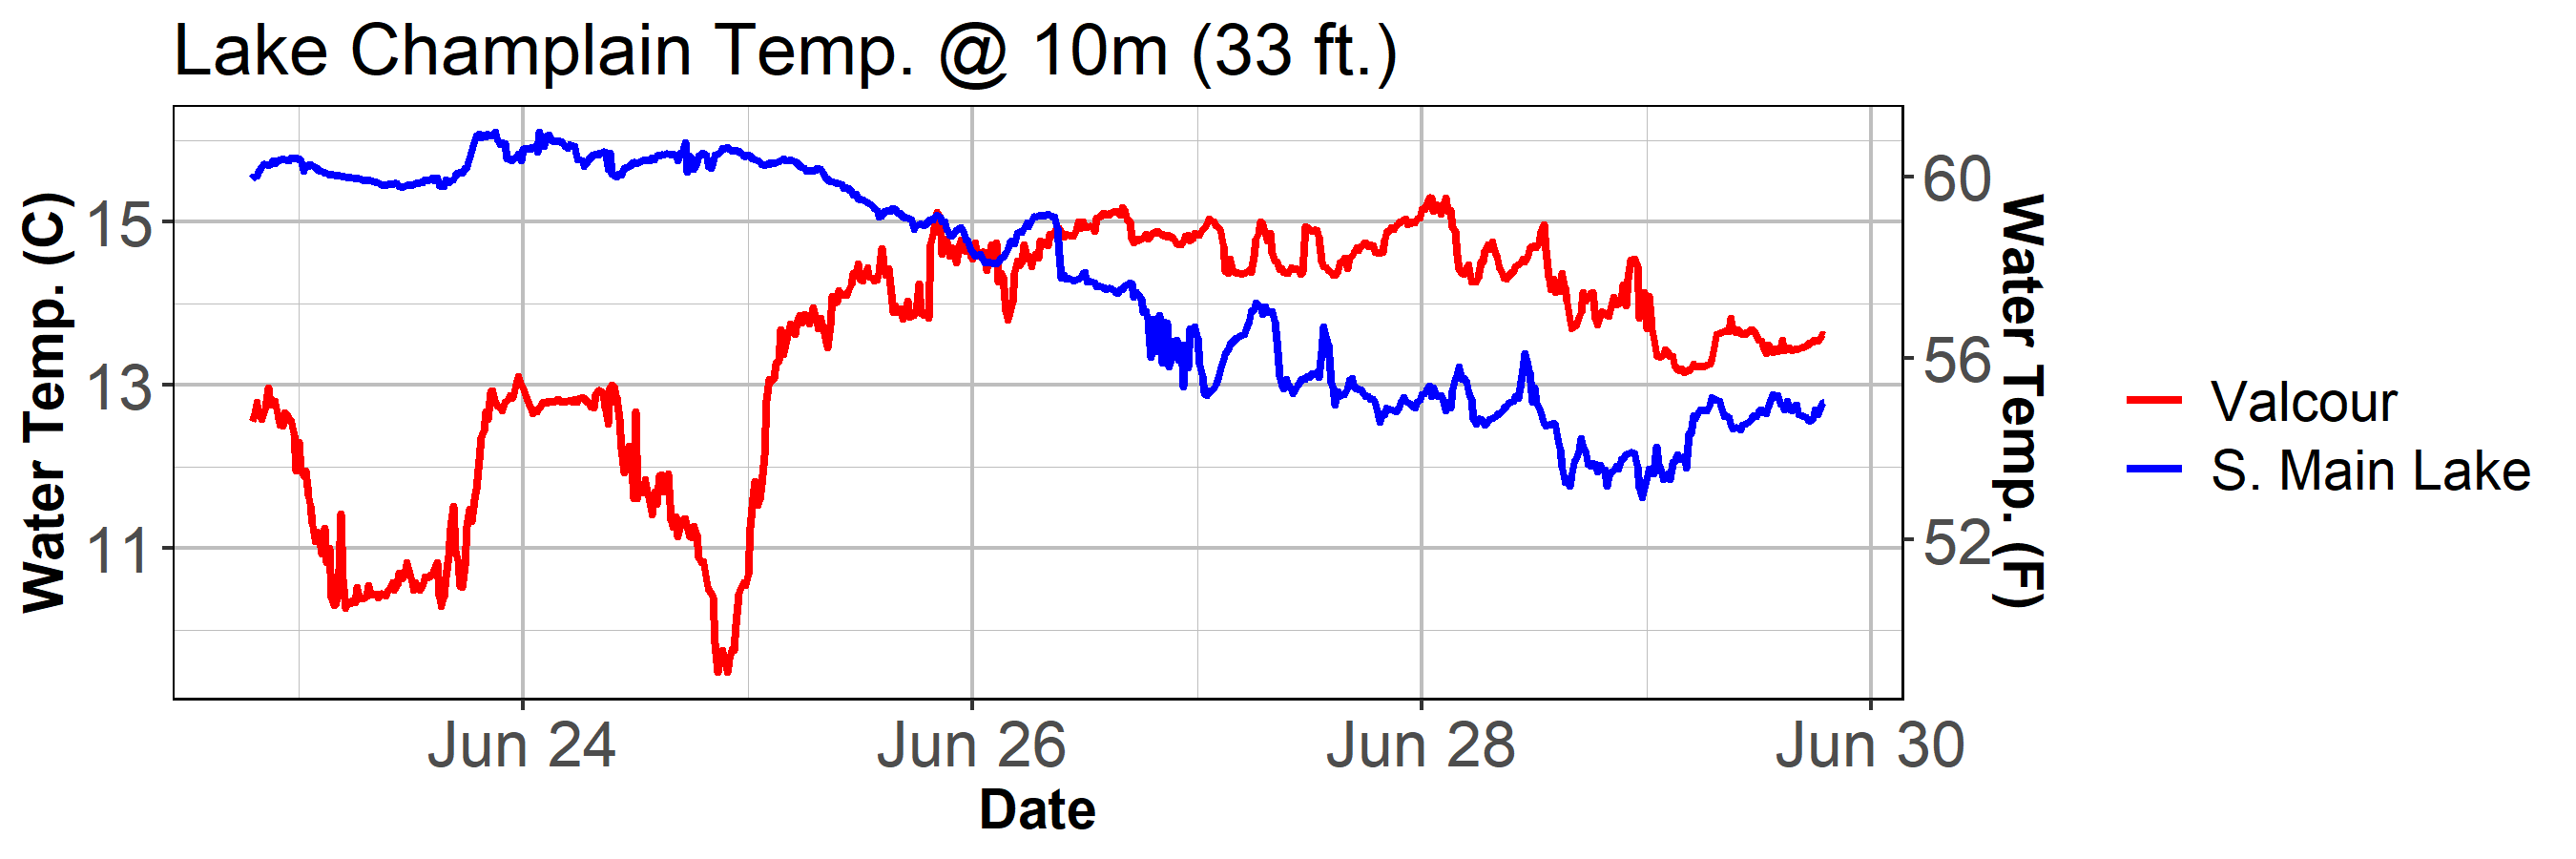 Lake Champlain Temp. @ 10m (33 ft.)
Water Temp. (C)
15
13
11
60
56
52
Water Temp. (F)
Jun 24
Jun 26
Jun 28
Jun 30
Date
Valcour
S. Main Lake